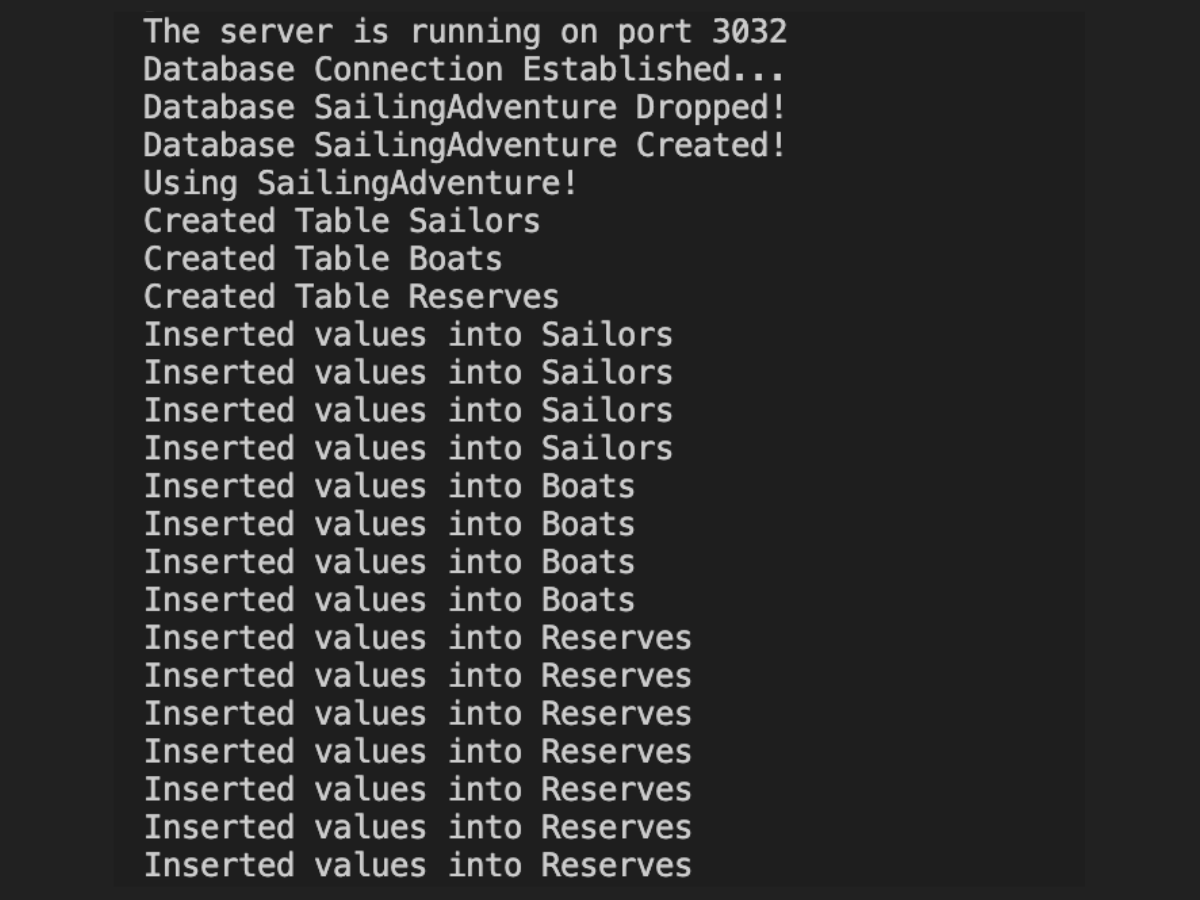 The server is running on port 3032
Database Connection Established...
Database SailingAdventure Dropped!
Database SailingAdventure Created!
Using SailingAdventure!
Created Table Sailors
Created Table Boats
Created Table Reserves
Inserted values into Sailors
Inserted values into Sailors
Inserted values into Sailors
Inserted values into Sailors
Inserted values into Boats
Inserted values into Boats
Inserted values into Boats
Inserted values into Boats
Inserted values into Reserves
Inserted values into Reserves
Inserted values into Reserves
Inserted values into Reserves
Inserted values into Reserves
Inserted values into Reserves
Inserted values into Reserves